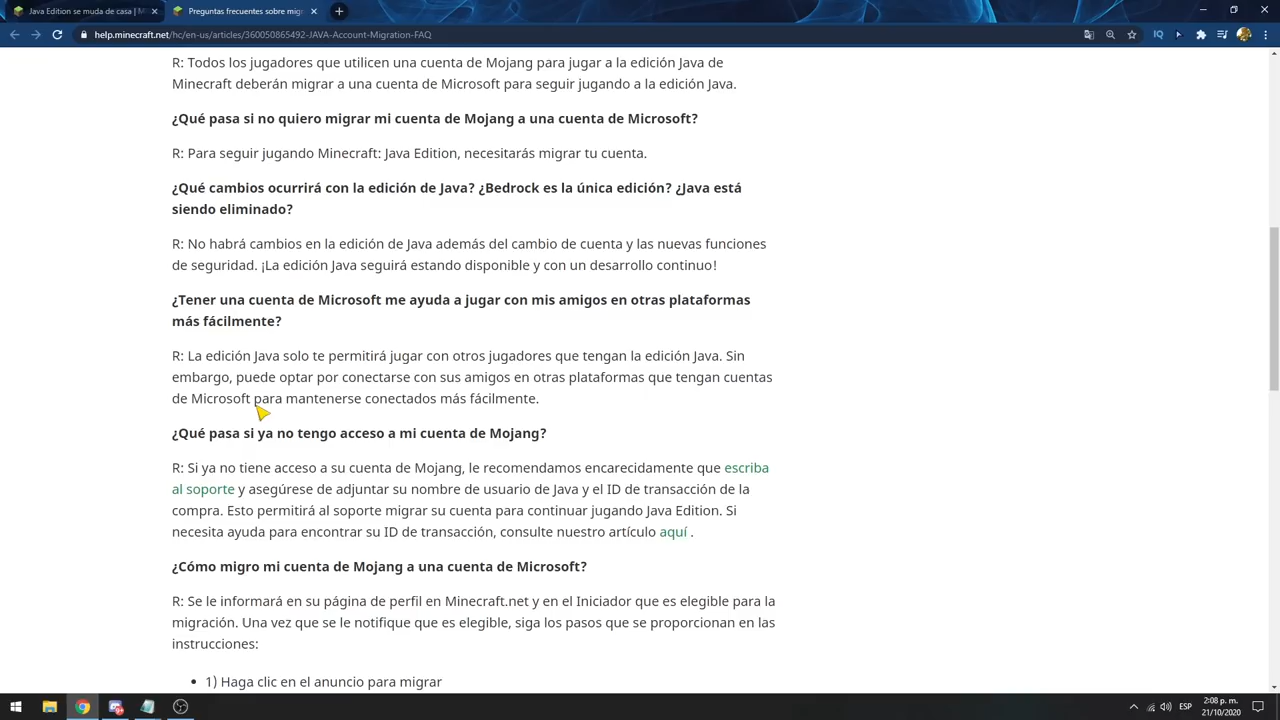 Java Edition se muda de casa | M
Preguntas frecuentes sobre migr
help.minecraft.net/hc/en-us/articles/360050865492-JAVA-Account-Migration-FAQ
IQ
R: Todos los jugadores que utilicen una cuenta de Mojang para jugar a la edición Java de
Minecraft deberán migrar a una cuenta de Microsoft para seguir jugando a la edición Java.
¿Qué pasa si no quiero migrar mi cuenta de Mojang a una cuenta de Microsoft?
R: Para seguir jugando Minecraft: Java Edition, necesitarás migrar tu cuenta.
¿Qué cambios ocurrirá con la edición de Java? ¿Bedrock es la única edición? ¿Java está
siendo eliminado?
R: No habrá cambios en la edición de Java además del cambio de cuenta y las nuevas funciones
de seguridad. ¡La edición Java seguirá estando disponible y con un desarrollo continuo!
¿Tener una cuenta de Microsoft me ayuda a jugar con mis amigos en otras plataformas
más fácilmente?
R: La edición Java solo te permitirá jugar con otros jugadores que tengan la edición Java. Sin
embargo, puede optar por conectarse con sus amigos en otras plataformas que tengan cuentas
de Microsoft para mantenerse conectados más fácilmente.
¿Qué pasa si ya no tengo acceso a mi cuenta de Mojang?
R: Si ya no tiene acceso a su cuenta de Mojang, le recomendamos encarecidamente que escriba
al soporte y asegúrese de adjuntar su nombre de usuario de Java y el ID de transacción de la
compra. Esto permitirá al soporte migrar su cuenta para continuar jugando Java Edition. Si
necesita ayuda para encontrar su ID de transacción, consulte nuestro artículo aquí .
¿Cómo migro mi cuenta de Mojang a una cuenta de Microsoft?
R: Se le informará en su página de perfil en Minecraft.net y en el Iniciador que es elegible para la
migración. Una vez que se le notifique que es elegible, siga los pasos que se proporcionan en las
instrucciones:
1) Haga clic en el anuncio para migrar
ESP
2:08 p. m.
21/10/2020